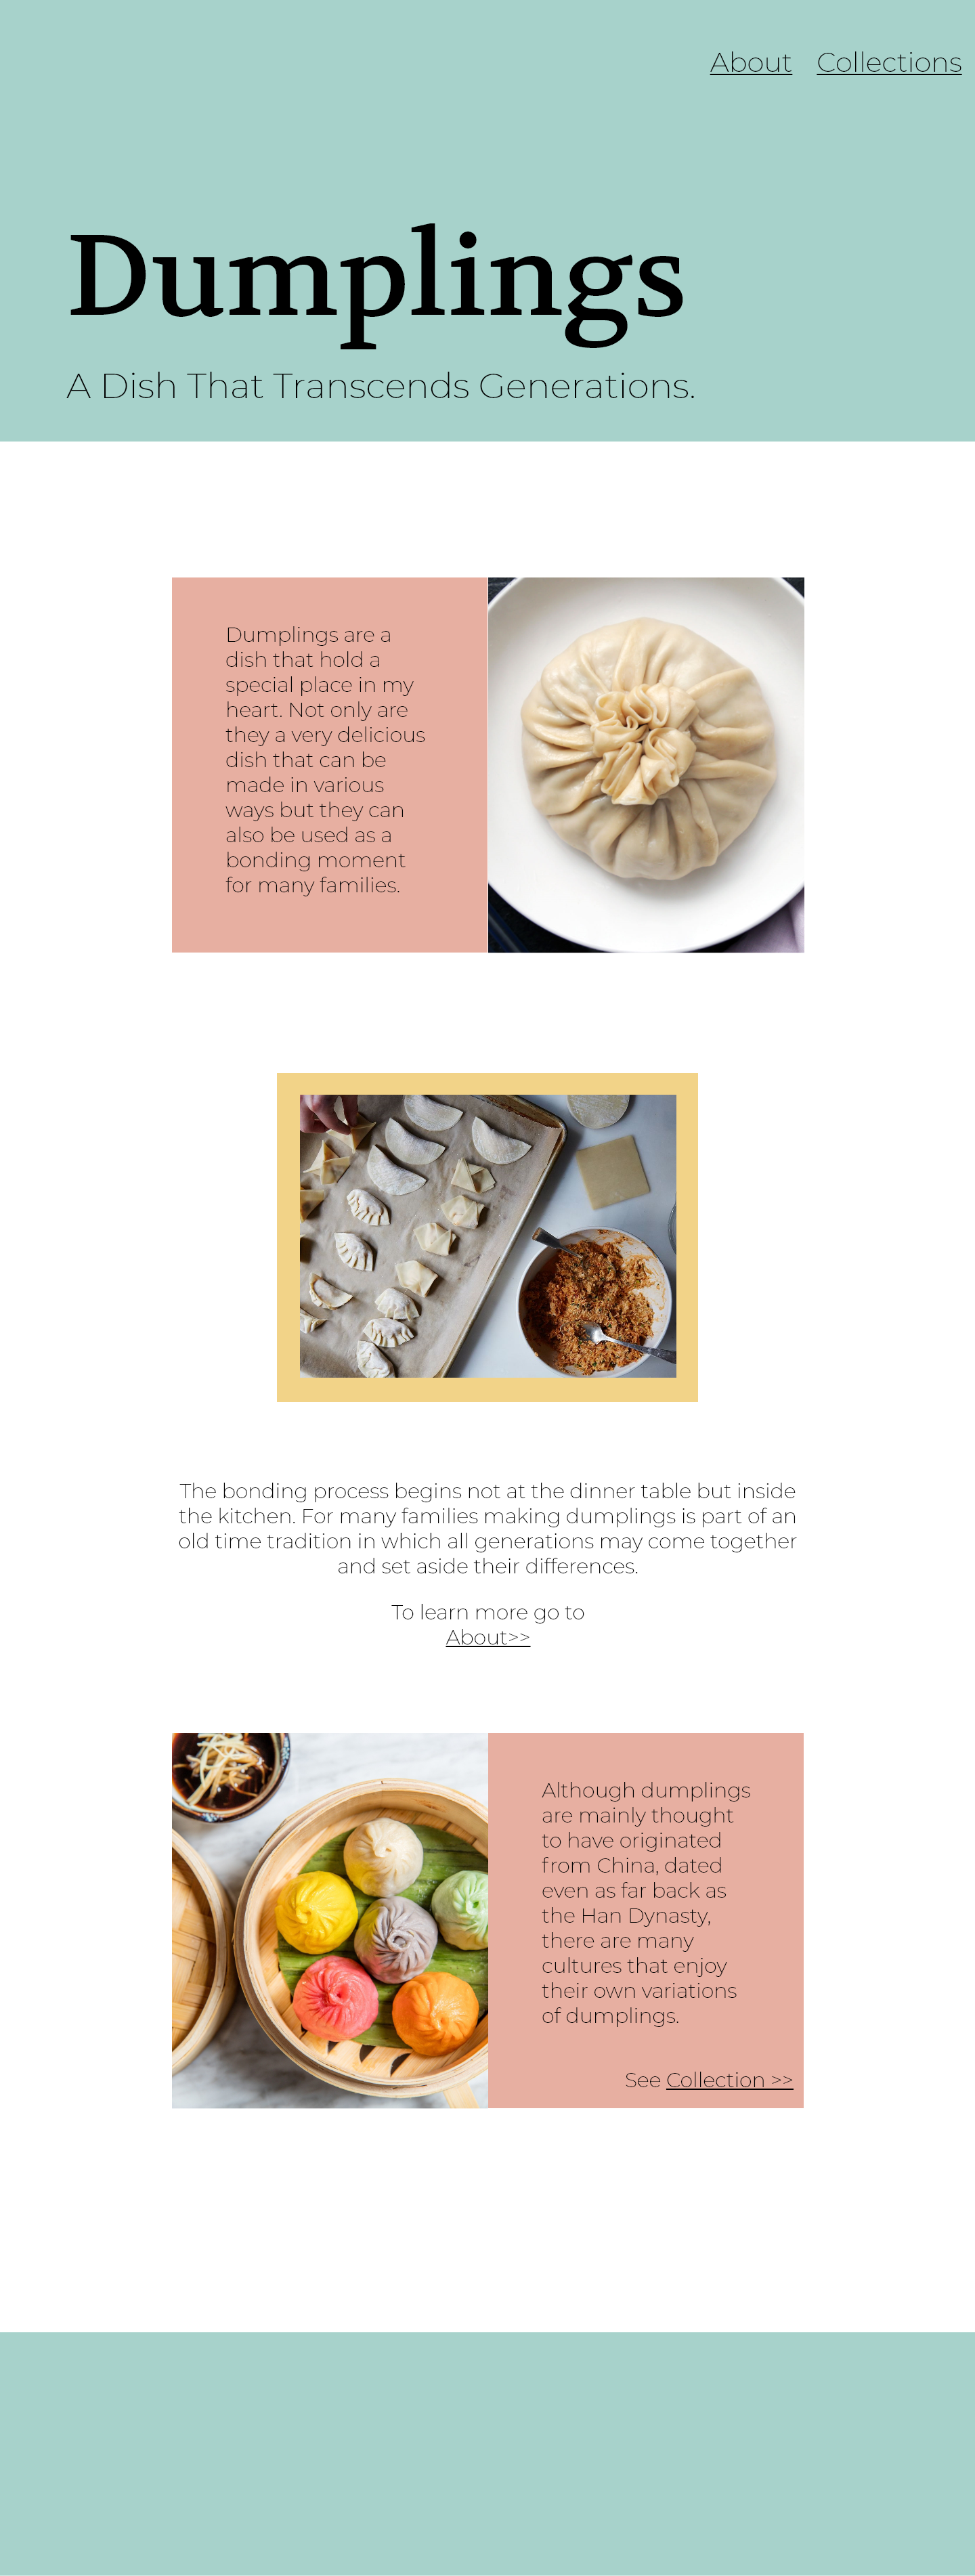 About Collections
Dumplings
A Dish That Transcends Generations.
Dumplings are a
dish that hold a
special place in my
heart. Not only are
they a very delicious
dish that can be
made in various
ways but they can
also be used as a
bonding moment
for many families.
The bonding process begins not at the dinner table but inside
the kitchen. For many families making dumplings is part of an
old time tradition in which all generations may come together
and set aside their differences.
To learn more go to
About>>
Although dumplings
are mainly thought
to have originated
from China, dated
even as far back as
the Han Dynasty,
there are many
cultures that enjoy
their own variations
of dumplings.
See Collection >>